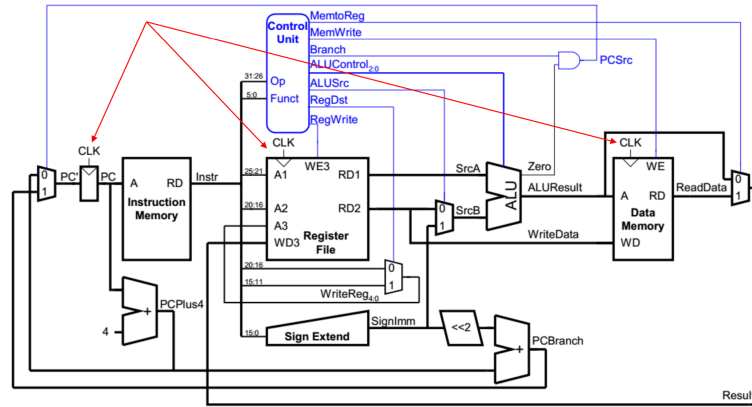 MemtoReg
Control
Unit
MemWrite
Branch
ALUControl2:0
PCSrc
31:26
Op
ALUSrc
5:0
Funct
RegDst
RegWrite
CLK
CLK
CLK
0
1
PC'
PC
A
RD
Instruction
Memory
Instr
25:21
A1
WE3
RD1
SrcA
Zero
ALU
ALUResult
WE
A
RD
ReadData
0
1
20:16
A2
RD2
0
1
SrcB
Data
Memory
A3
Register
File
WD3
WriteData
WD
20:16
0
15:11
1
WriteReg4:0
PCPlus4
+
4
SignImm
15:0
Sign Extend
<<2
+
PCBranch
Resul